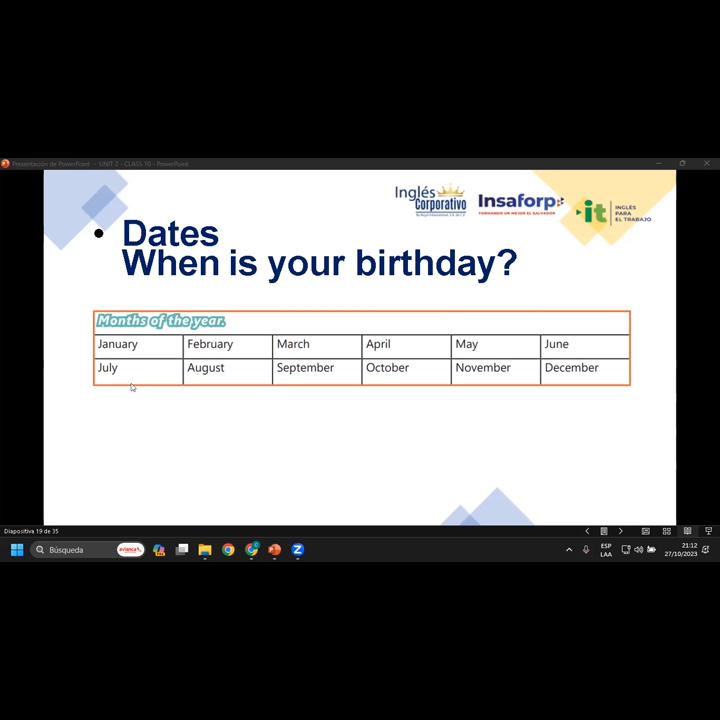 Presentación de PowerPoint - UNIT 2 - CLASS 10 - PowerPoint
Inglés
Corporativo
Insaforp
FORMANDO UN MEJOR EL SALVADOR
it
INGLÉS
PARA
EL TRABAJO
• Dates
When is your birthday?
Months of the year.
January February March April May June
July August September October November December
Diapositiva 19 de 35
Búsqueda
avianca
ESP
LAA
21:12
27/10/2023